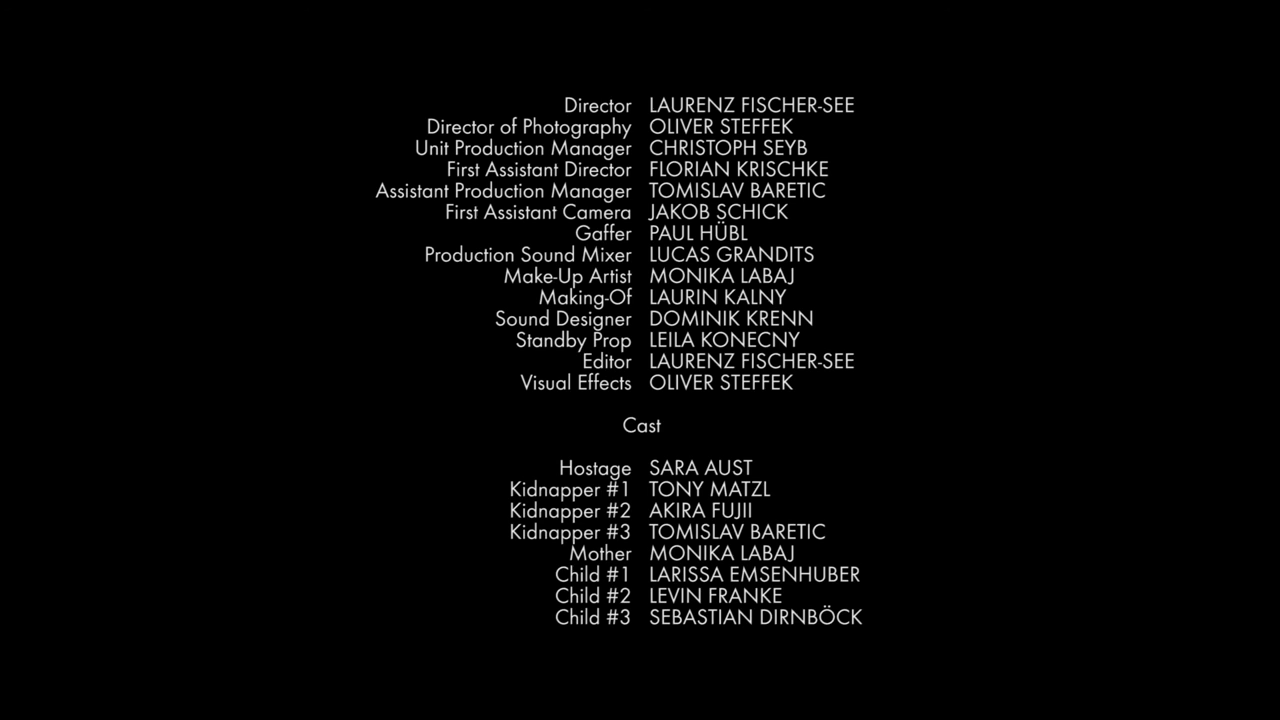 Director LAURENZ FISCHER-SEE
Director of Photography OLIVER STEFFEK
Unit Production Manager CHRISTOPH SEYB
First Assistant Director FLORIAN KRISCHKE
Assistant Production Manager TOMISLAV BARETIC
First Assistant Camera JAKOB SCHICK
Gaffer PAUL HÜBL
Production Sound Mixer LUCAS GRANDITS
Make-Up Artist MONIKA LABAJ
Making-Of LAURIN KALNY
Sound Designer DOMINIK KRENN
Standby Prop LEILA KONECNY
Editor LAURENZ FISCHER-SEE
Visual Effects OLIVER STEFFEK
Cast
Hostage SARA AUST
Kidnapper #1 TONY MATZL
Kidnapper #2 AKIRA FUJII
Kidnapper #3 TOMISLAV BARETIC
Mother MONIKA LABAJ
Child #1 LARISSA EMSENHUBER
Child #2 LEVIN FRANKE
Child #3 SEBASTIAN DIRNBÖCK